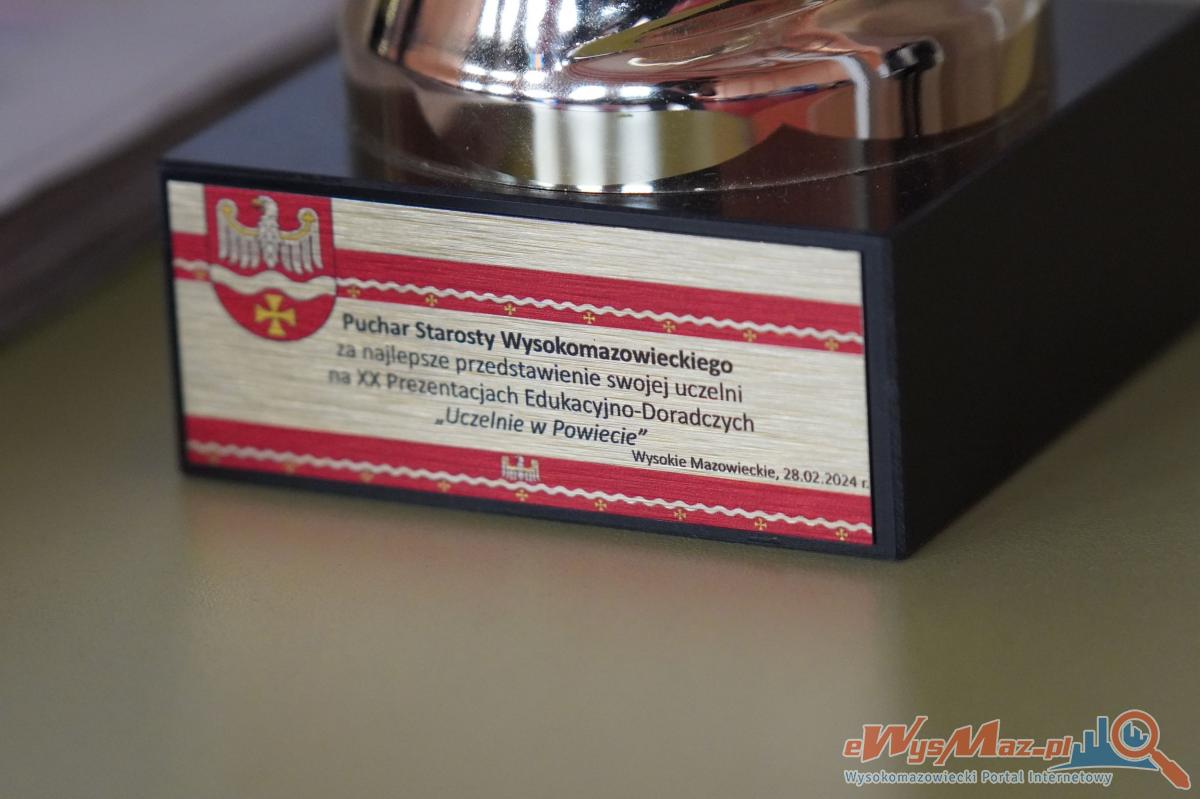 Puchar Starosty Wysokomazowieckiego
za najlepsze przedstawienie swojej uczelni
na XX Prezentacjach Edukacyjno-Doradczych
„Uczelnie w Powiecie”
Wysokie Mazowieckie, 28.02.2024 r.
eWysMaz.pl
Wysokomazowiecki Portal Internetowy